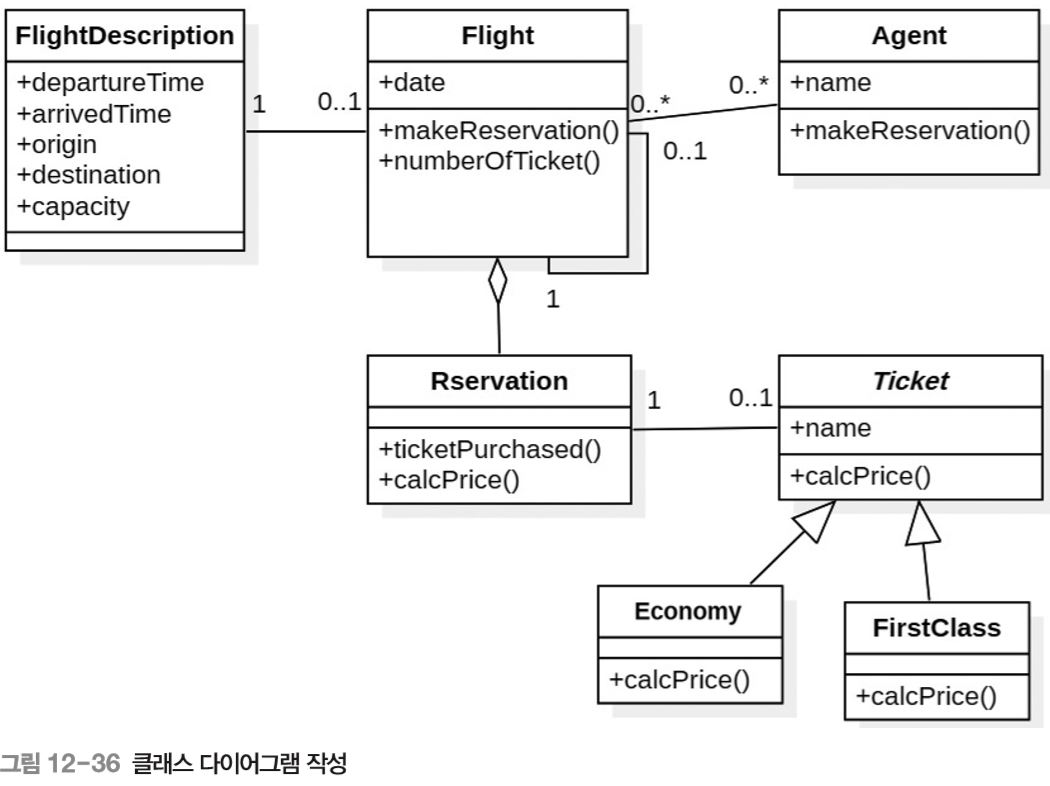 FlightDescription
+departureTime
+arrivedTime
+origin
+destination
+capacity
1
0..1
Flight
+date
+makeReservation()
+numberOfTicket()
0..*
0..*
0..1
1
Agent
+name
+makeReservation()
Rservation
+ticketPurchased()
+calcPrice()
1
0..1
Ticket
+name
+calcPrice()
Economy
+calcPrice()
FirstClass
+calcPrice()
그림 12-36 클래스 다이어그램 작성